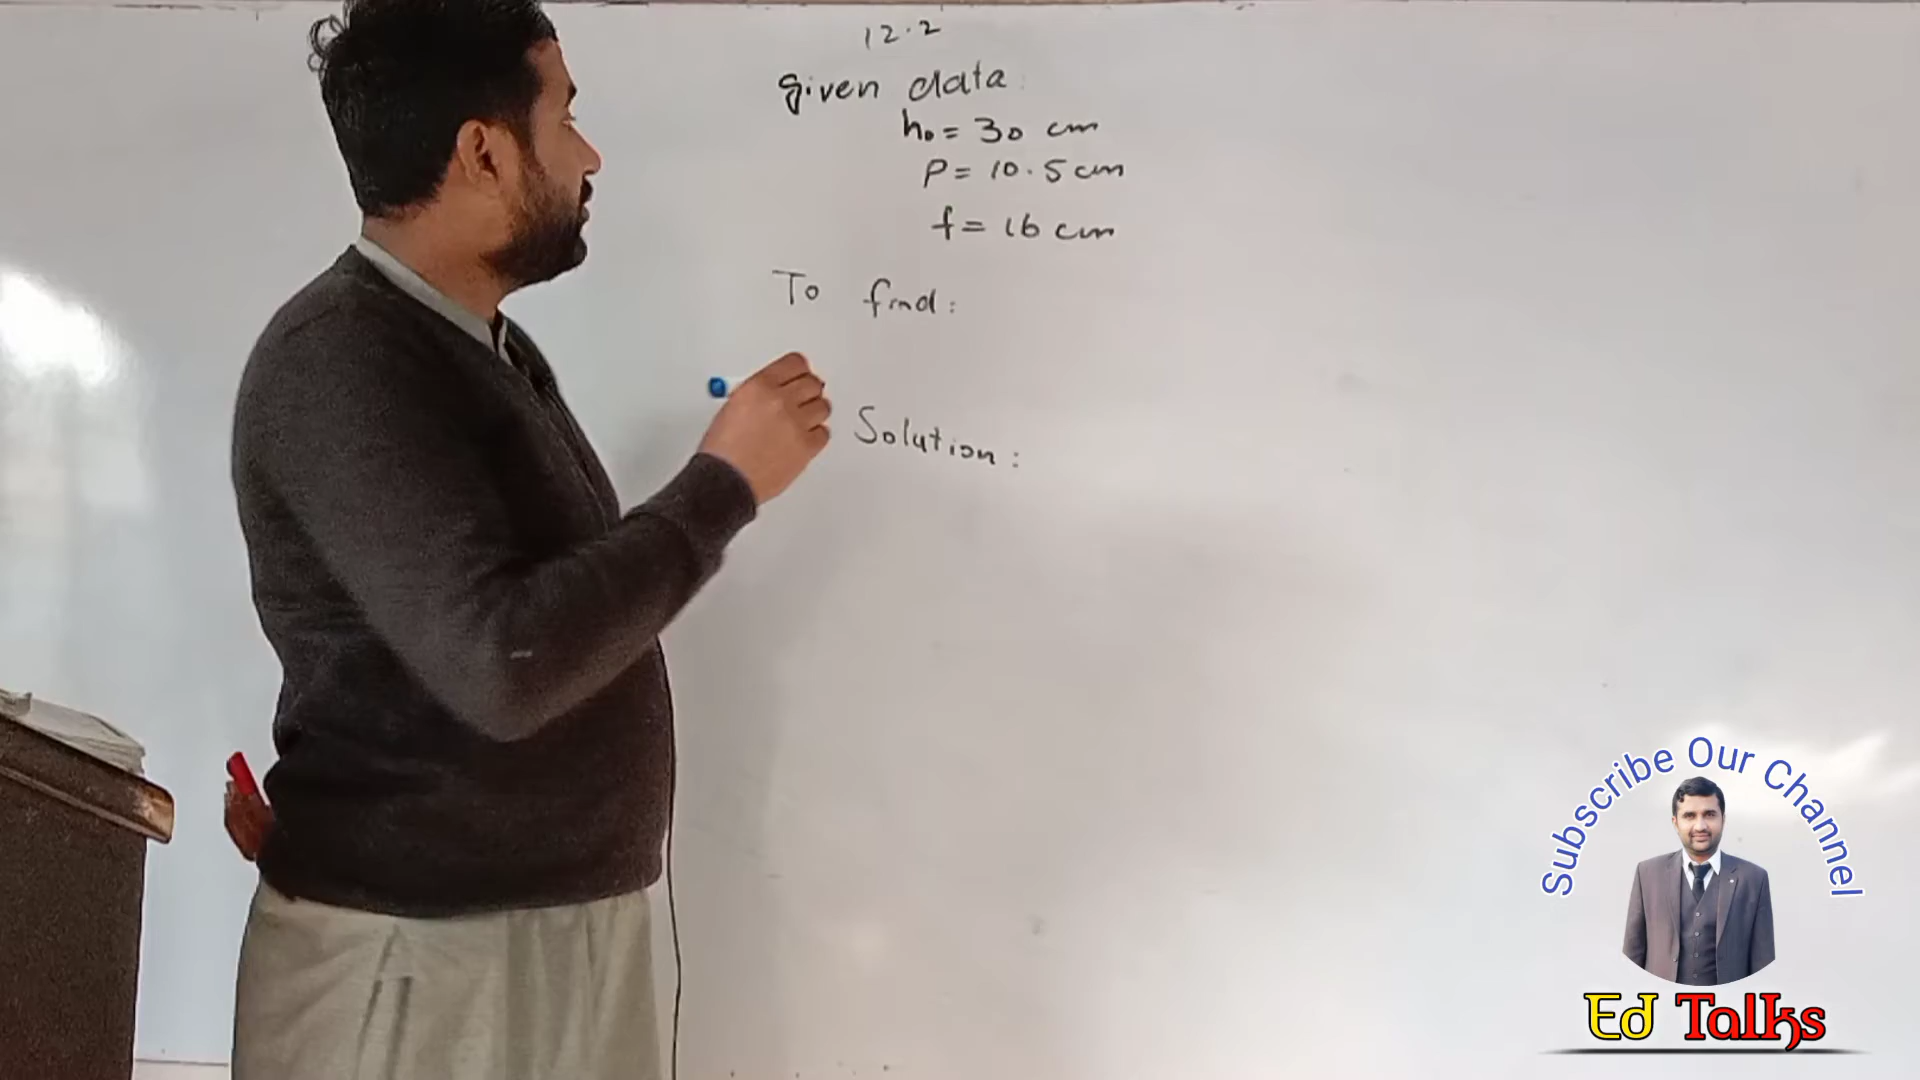 12.2
given data:
ho = 30 cm
P = 10.5 cm
f = 16 cm
To find:
Solution:
Subscribe Our Channel
Ed Talks